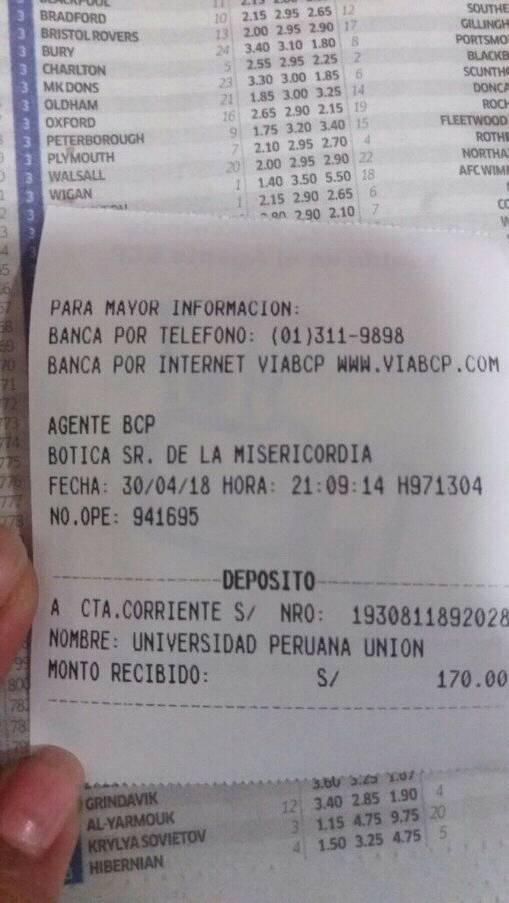 3 BRADFORD 10 2.15 2.95 2.65 12 SOUTHE
3 BRISTOL ROVERS 13 2.00 2.95 2.90 17 GILLINGH
3 BURY 24 3.40 3.10 1.80 8 PORTSMO
3 CHARLTON 5 2.55 2.95 2.25 2 BLACKB
3 MK DONS 23 3.30 3.00 1.85 6 SCUNTH
3 OLDHAM 21 1.85 3.00 3.25 14 DONCA
3 OXFORD 16 2.65 2.90 2.15 19 ROCH
3 PETERBOROUGH 9 1.75 3.20 3.40 15 FLEETWOOD
3 PLYMOUTH 7 2.10 2.95 2.70 4 ROTHE
3 WALSALL 20 2.00 2.95 2.90 22 NORTHA
3 WIGAN 1 1.40 3.50 5.50 18 AFC WIM
1 2.15 2.90 2.65 6
2.90 2.10 7
PARA MAYOR INFORMACION:
BANCA POR TELEFONO: (01)311-9898
BANCA POR INTERNET VIABCP WWW.VIABCP.COM
AGENTE BCP
BOTICA SR. DE LA MISERICORDIA
FECHA: 30/04/18 HORA: 21:09:14 H971304
NO.OPE: 941695
DEPOSITO
A CTA.CORRIENTE S/ NRO: 1930811892028
NOMBRE: UNIVERSIDAD PERUANA UNION
MONTO RECIBIDO: S/ 170.00
GRINDAVIK 12 3.40 2.85 1.90 4
AL-YARMOUK 3 1.15 4.75 9.75 20
KRYLYA SOVIETOV 4 1.50 3.25 4.75 5
HIBERNIAN